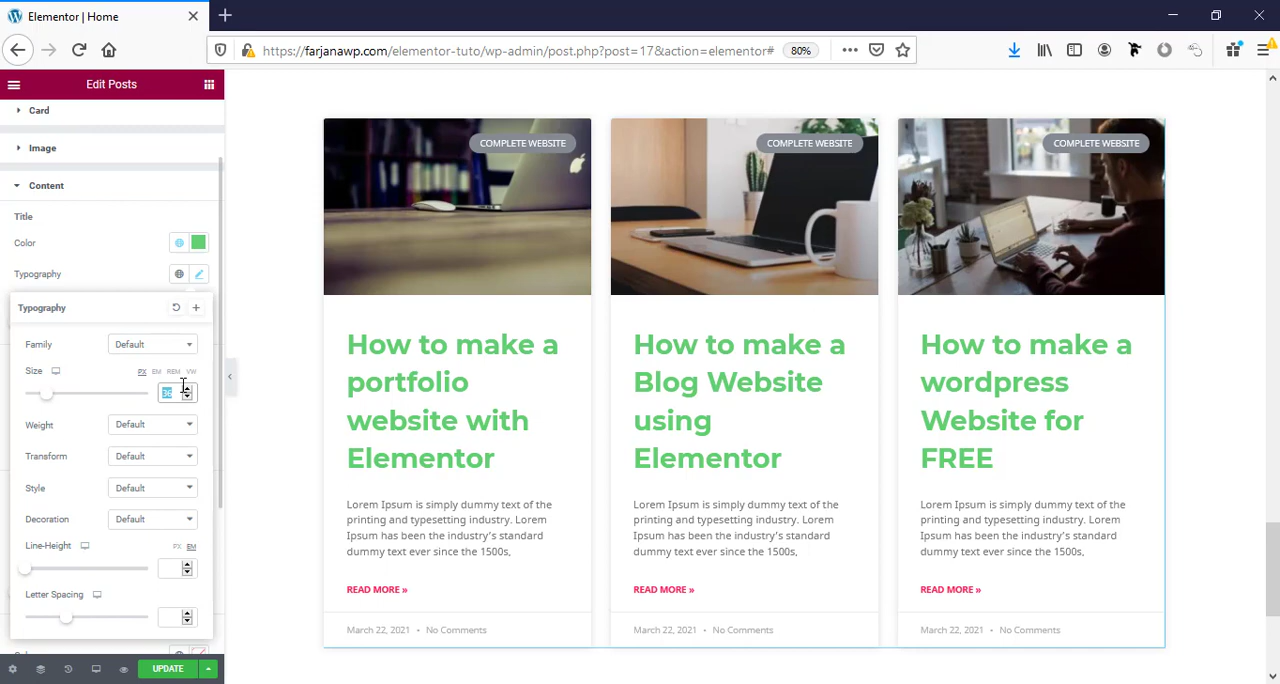 Elementor | Home
https://farjanawp.com/elementor-tuto/wp-admin/post.php?post=17&action=elementor#
80%
Edit Posts
Card
Image
Content
Title
Color
Typography
Typography
Family
Default
Size
PX EM REM VW
Weight
Default
Transform
Default
Style
Default
Decoration
Default
Line-Height
PX EM
Letter Spacing
UPDATE
COMPLETE WEBSITE
How to make a
portfolio
website with
Elementor
Lorem Ipsum is simply dummy text of the
printing and typesetting industry. Lorem
Ipsum has been the industry's standard
dummy text ever since the 1500s,
READ MORE »
March 22, 2021 • No Comments
COMPLETE WEBSITE
How to make a
Blog Website
using
Elementor
Lorem Ipsum is simply dummy text of the
printing and typesetting industry. Lorem
Ipsum has been the industry's standard
dummy text ever since the 1500s,
READ MORE »
March 22, 2021 • No Comments
COMPLETE WEBSITE
How to make a
wordpress
Website for
FREE
Lorem Ipsum is simply dummy text of the
printing and typesetting industry. Lorem
Ipsum has been the industry's standard
dummy text ever since the 1500s,
READ MORE »
March 22, 2021 • No Comments